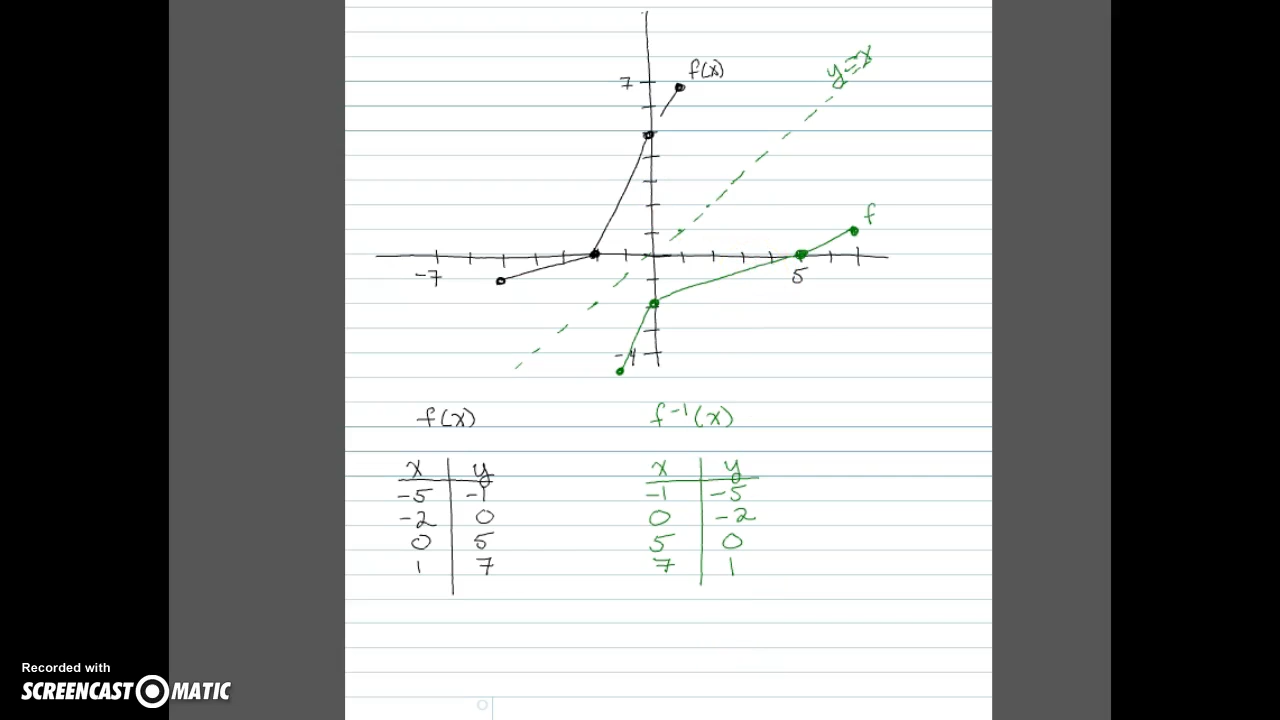 y=x
f(x)
7
f
-7
5
-4
f(x) f⁻¹(x)
x y x y
-5 -1 -1 -5
-2 0 0 -2
0 5 5 0
1 7 7 1
Recorded with
SCREENCAST O MATIC